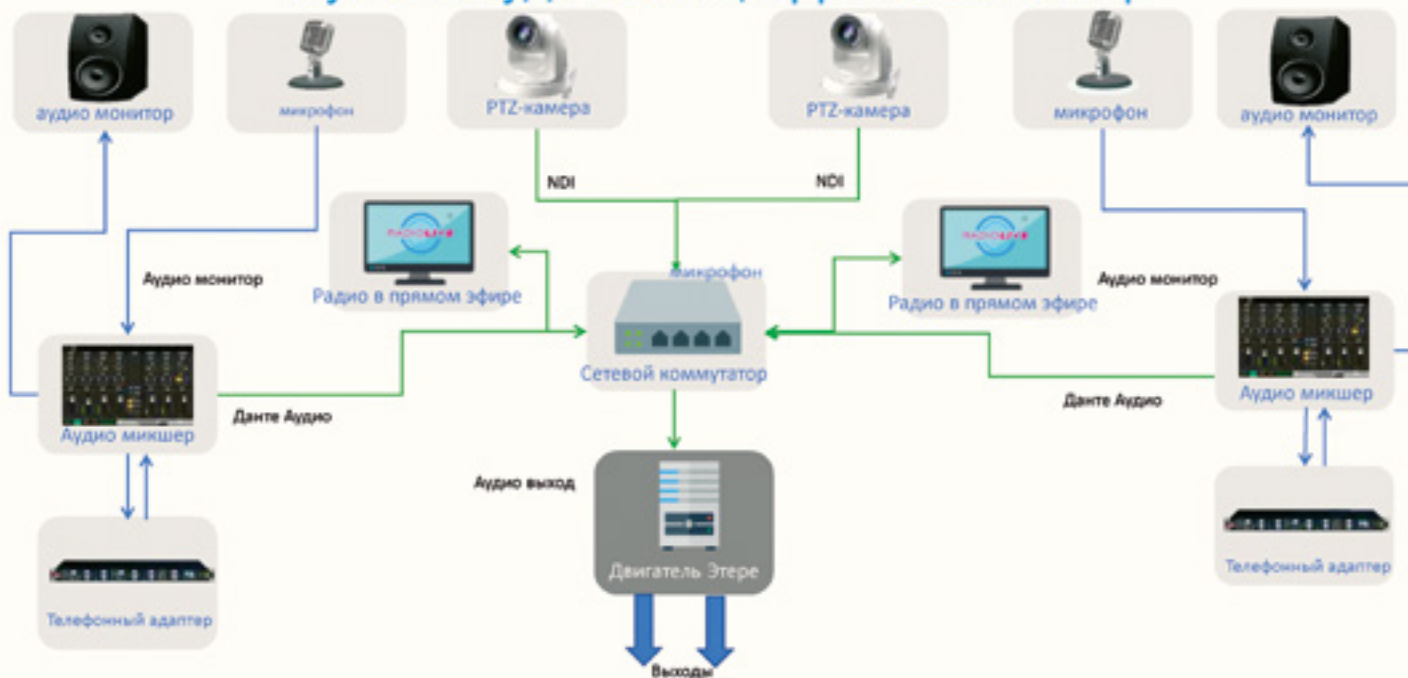 аудио монитор
микрофон
PTZ-камера
PTZ-камера
микрофон
аудио монитор
NDI
NDI
RADIOLIVE
RADIOLIVE
микрофон
Аудио монитор
Радио в прямом эфире
Радио в прямом эфире
Аудио монитор
Сетевой коммутатор
Данте Аудио
Данте Аудио
Аудио микшер
Аудио микшер
Аудио выход
Двигатель Этере
Телефонный адаптер
Телефонный адаптер
Выходы